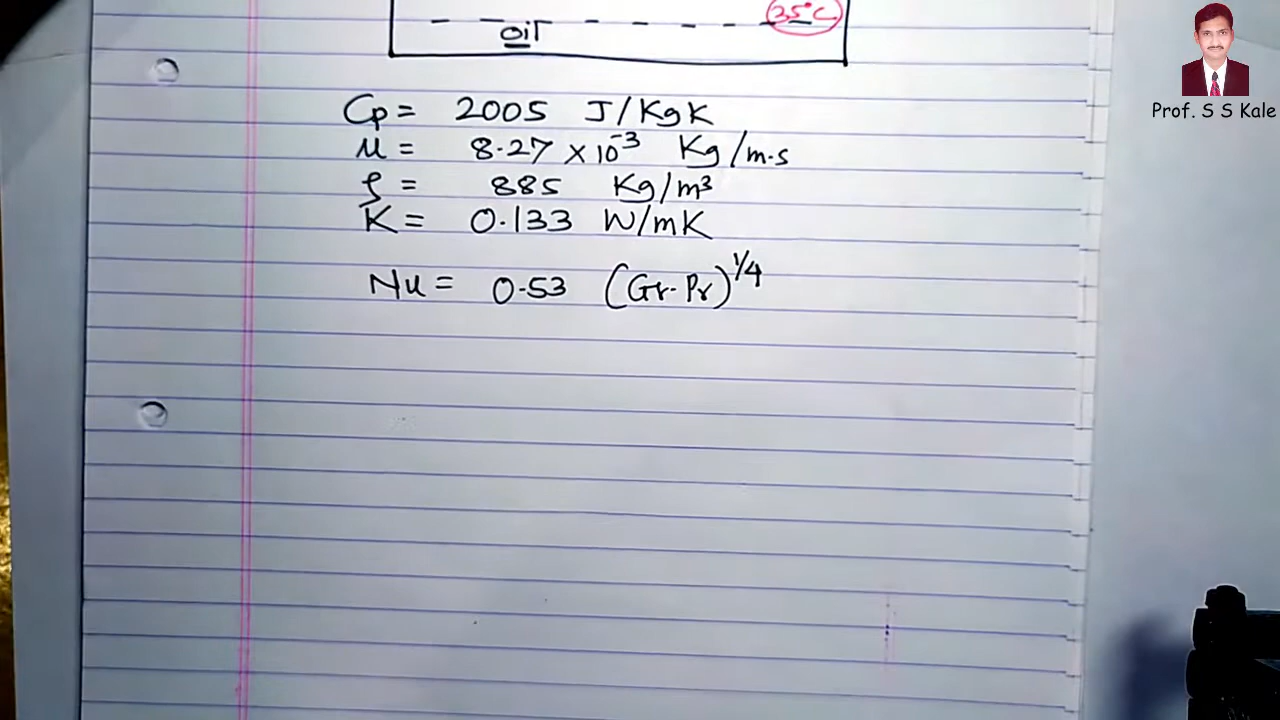 35°C
oil
Cp = 2005 J/KgK
μ = 8.27 × 10⁻³ Kg/m·s
ρ = 885 Kg/m³
K = 0.133 W/mK
Nu = 0.53 (Gr·Pr)^1/4
Prof. S S Kale